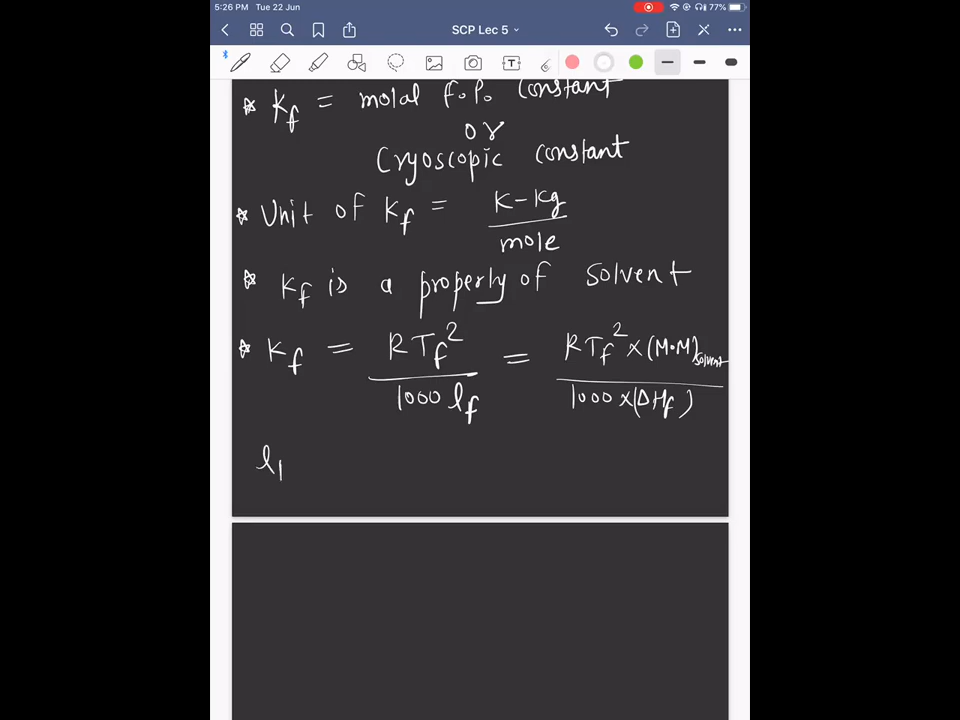 5:26 PM Tue 22 Jun 77%
SCP Lec 5
* Kf = molal f.p. constant
or
Cryoscopic constant
* Unit of Kf = K-Kg
mole
* Kf is a property of solvent
* Kf = RTf² / 1000 lf = RTf² × (M.M)solvent / 1000 × (ΔHf)
l